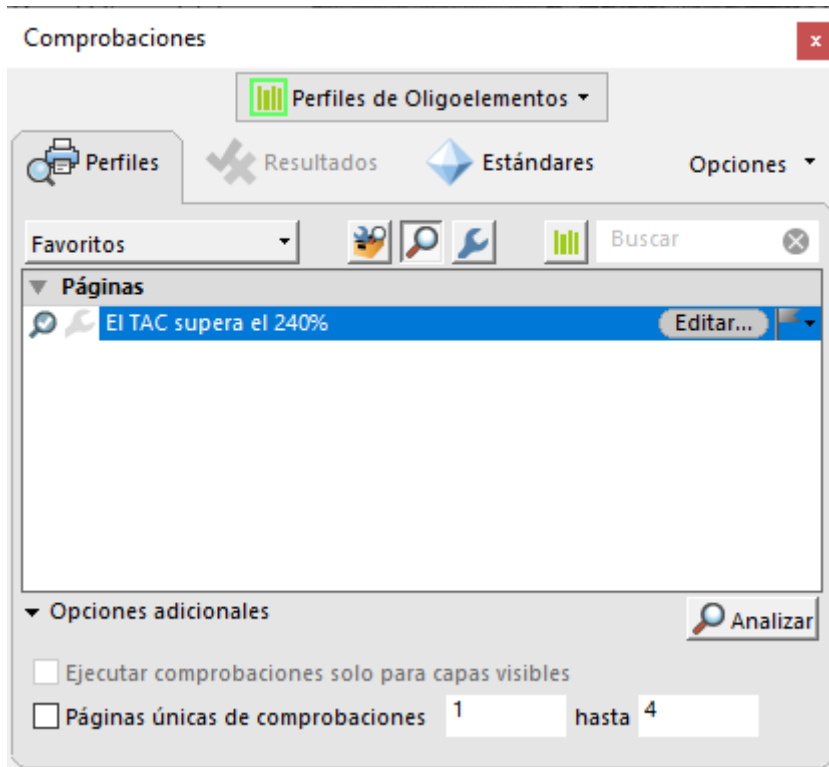 Comprobaciones
x
Perfiles de Oligoelementos
Perfiles Resultados Estándares Opciones
Favoritos Buscar
Páginas
El TAC supera el 240% Editar...
Opciones adicionales
Analizar
Ejecutar comprobaciones solo para capas visibles
Páginas únicas de comprobaciones 1 hasta 4